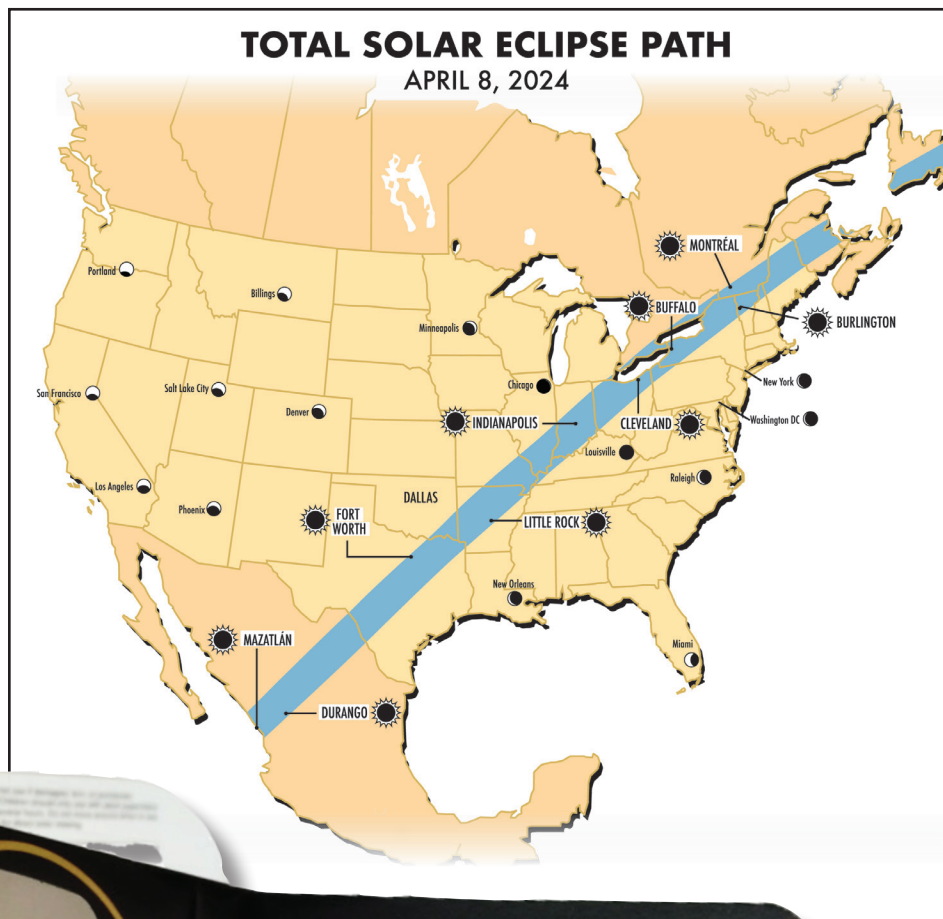 TOTAL SOLAR ECLIPSE PATH
APRIL 8, 2024
MONTRÉAL
Portland
Billings
BUFFALO
BURLINGTON
Minneapolis
New York
Chicago
Salt Lake City
San Francisco
Denver
INDIANAPOLIS
CLEVELAND
Washington DC
Louisville
Raleigh
Los Angeles
DALLAS
Phoenix
FORT
WORTH
LITTLE ROCK
New Orleans
MAZATLÁN
Miami
DURANGO